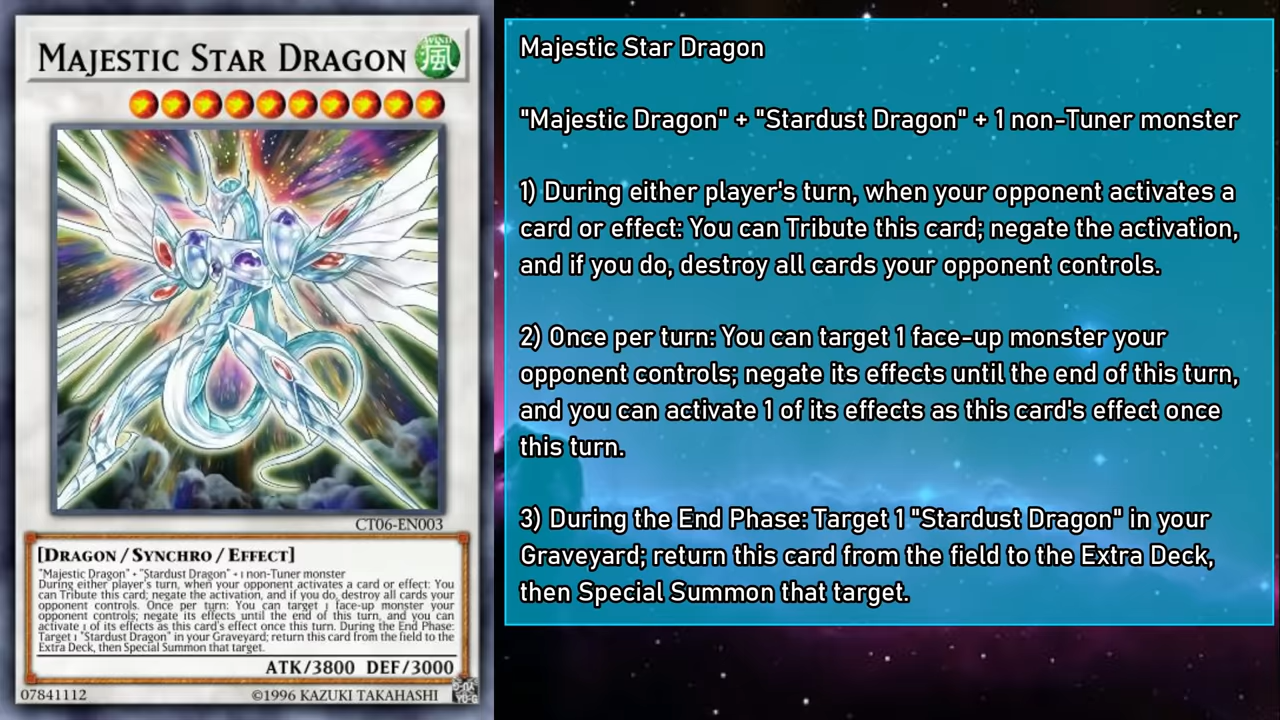 MAJESTIC STAR DRAGON
WIND
風
CT06-EN003
[DRAGON / SYNCHRO / EFFECT]
"Majestic Dragon" + "Stardust Dragon" + 1 non-Tuner monster
During either player's turn, when your opponent activates a card or effect: You
can Tribute this card; negate the activation, and if you do, destroy all cards your
opponent controls. Once per turn: You can target 1 face-up monster your
opponent controls; negate its effects until the end of this turn, and you can
activate 1 of its effects as this card's effect once this turn. During the End Phase:
Target 1 "Stardust Dragon" in your Graveyard; return this card from the field to the
Extra Deck, then Special Summon that target.
ATK/3800 DEF/3000
07841112
©1996 KAZUKI TAKAHASHI
Majestic Star Dragon
"Majestic Dragon" + "Stardust Dragon" + 1 non-Tuner monster
1) During either player's turn, when your opponent activates a
card or effect: You can Tribute this card; negate the activation,
and if you do, destroy all cards your opponent controls.
2) Once per turn: You can target 1 face-up monster your
opponent controls; negate its effects until the end of this turn,
and you can activate 1 of its effects as this card's effect once
this turn.
3) During the End Phase: Target 1 "Stardust Dragon" in your
Graveyard; return this card from the field to the Extra Deck,
then Special Summon that target.